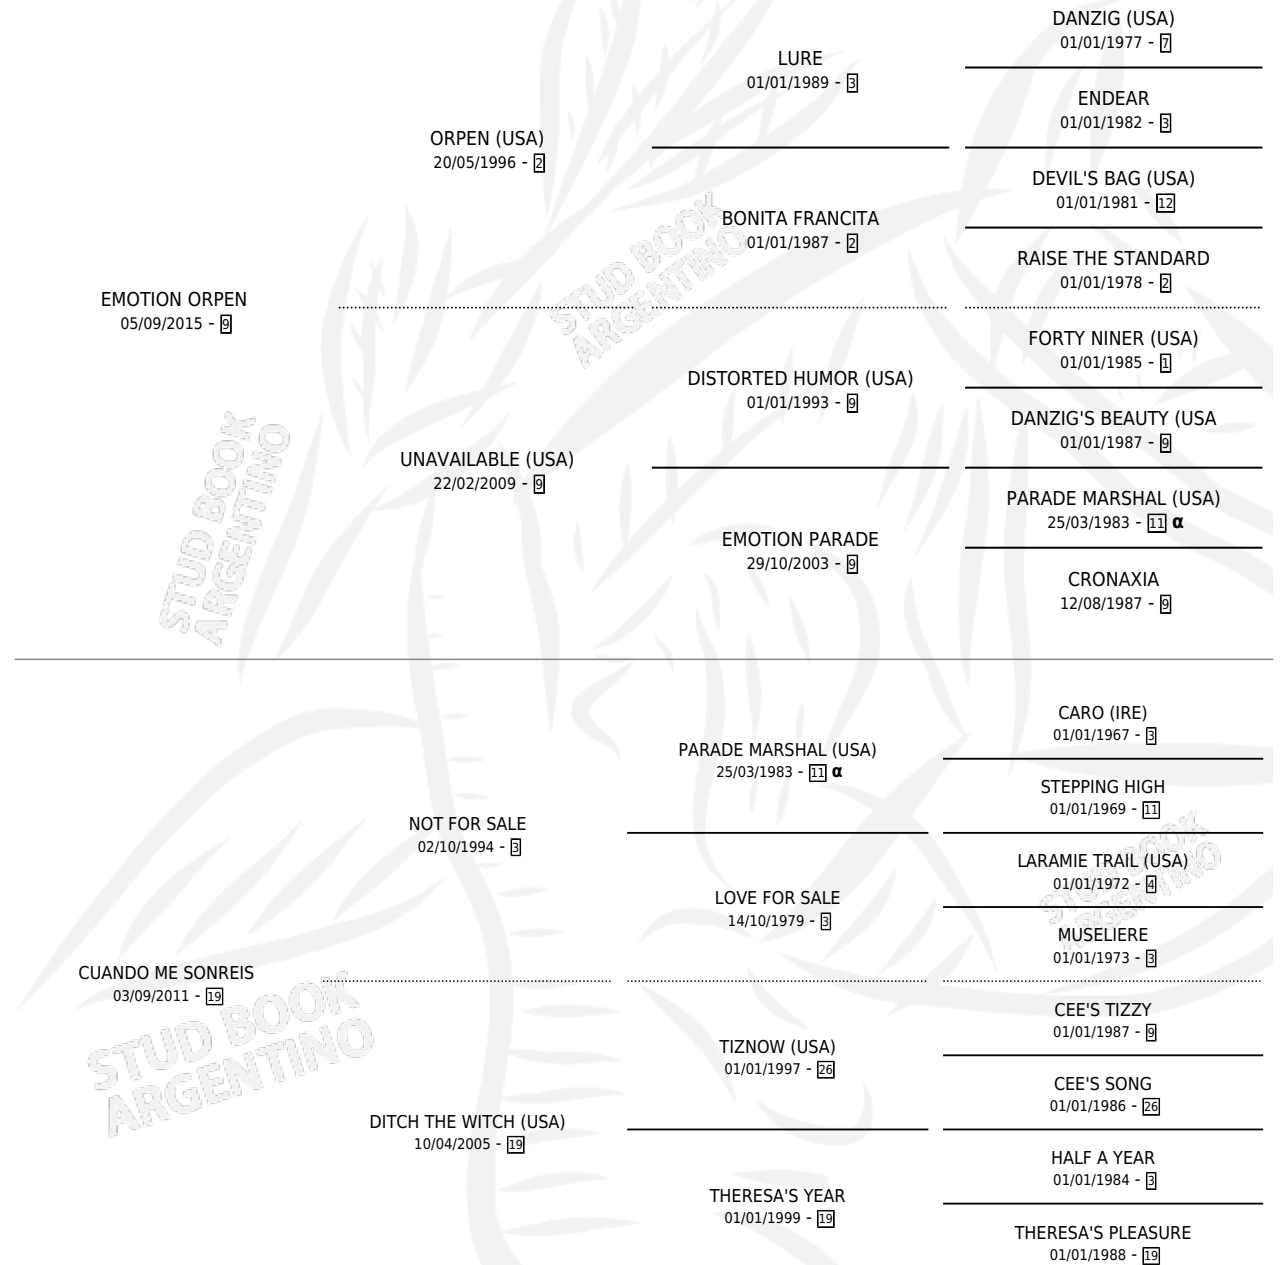 DANZIG (USA)
01/01/1977 - 7
LURE
01/01/1989 - 3
ENDEAR
01/01/1982 - 3
ORPEN (USA)
20/05/1996 - 2
DEVIL'S BAG (USA)
01/01/1981 - 12
BONITA FRANCITA
01/01/1987 - 2
RAISE THE STANDARD
01/01/1978 - 2
EMOTION ORPEN
05/09/2015 - 9
FORTY NINER (USA)
01/01/1985 - 1
DISTORTED HUMOR (USA)
01/01/1993 - 9
DANZIG'S BEAUTY (USA
01/01/1987 - 9
UNAVAILABLE (USA)
22/02/2009 - 9
PARADE MARSHAL (USA)
25/03/1983 - 11 α
EMOTION PARADE
29/10/2003 - 9
CRONAXIA
12/08/1987 - 9
CARO (IRE)
01/01/1967 - 3
PARADE MARSHAL (USA)
25/03/1983 - 11 α
STEPPING HIGH
01/01/1969 - 11
NOT FOR SALE
02/10/1994 - 3
LARAMIE TRAIL (USA)
01/01/1972 - 4
LOVE FOR SALE
14/10/1979 - 3
MUSELIERE
01/01/1973 - 3
CUANDO ME SONREIS
03/09/2011 - 19
CEE'S TIZZY
01/01/1987 - 9
TIZNOW (USA)
01/01/1997 - 26
CEE'S SONG
01/01/1986 - 26
DITCH THE WITCH (USA)
10/04/2005 - 19
HALF A YEAR
01/01/1984 - 3
THERESA'S YEAR
01/01/1999 - 19
THERESA'S PLEASURE
01/01/1988 - 19
STUD BOOK
ARGENTINO
STUD BOOK
ARGENTINO
STUD BOOK
ARGENTINO
STUD BOOK
ARGENTINO